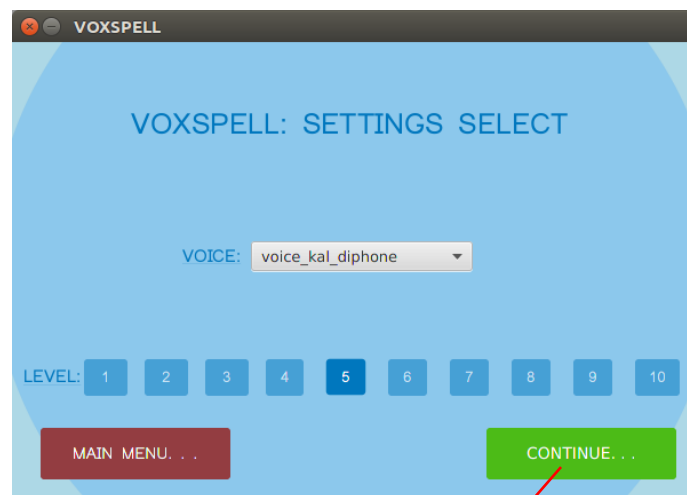 VOXSPELL
VOXSPELL: SETTINGS SELECT
VOICE: voice_kal_diphone
LEVEL: 1 2 3 4 5 6 7 8 9 10
MAIN MENU. . . CONTINUE. . .